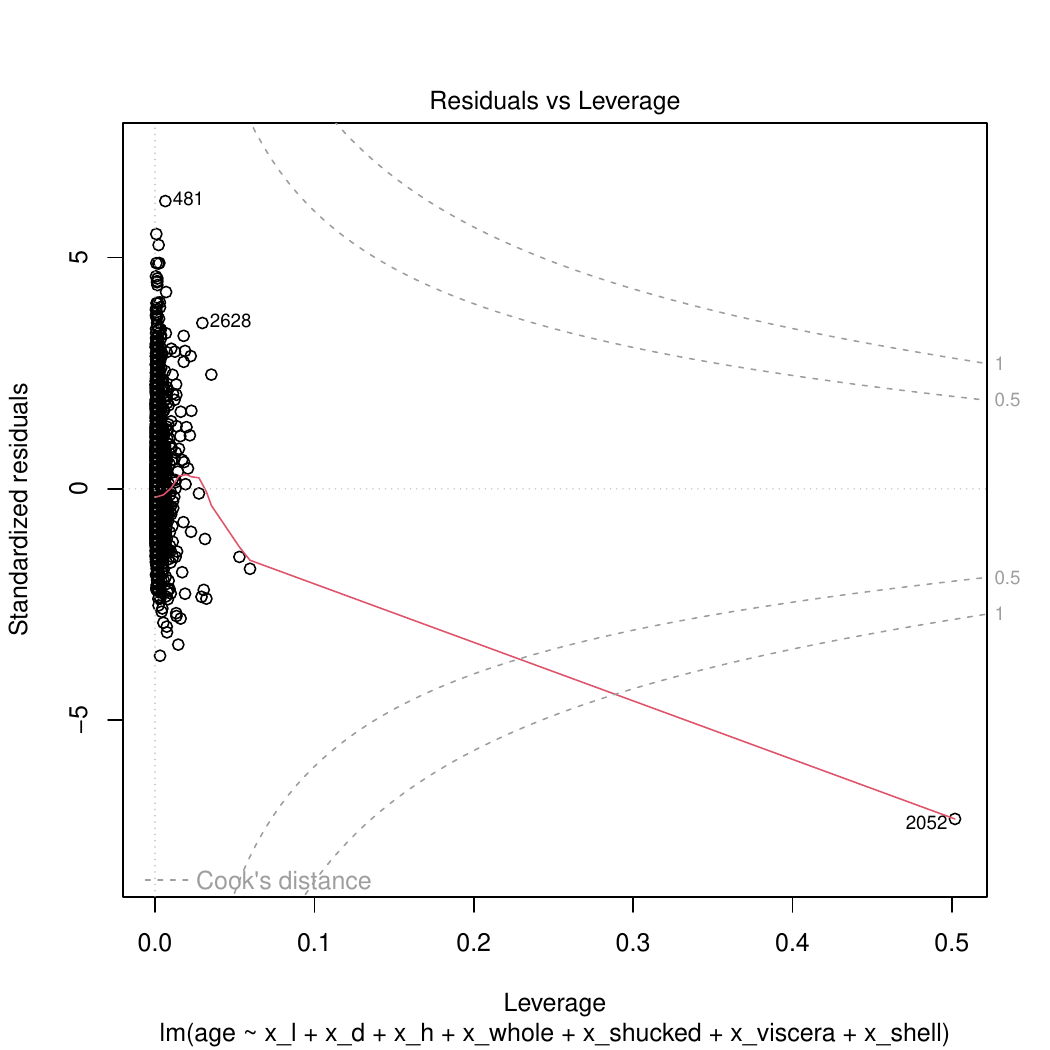 Residuals vs Leverage
481
5
2628
1
0.5
0
Standardized residuals
0.5
1
−5
2052
Cook's distance
0.0 0.1 0.2 0.3 0.4 0.5
Leverage
lm(age ~ x_l + x_d + x_h + x_whole + x_shucked + x_viscera + x_shell)